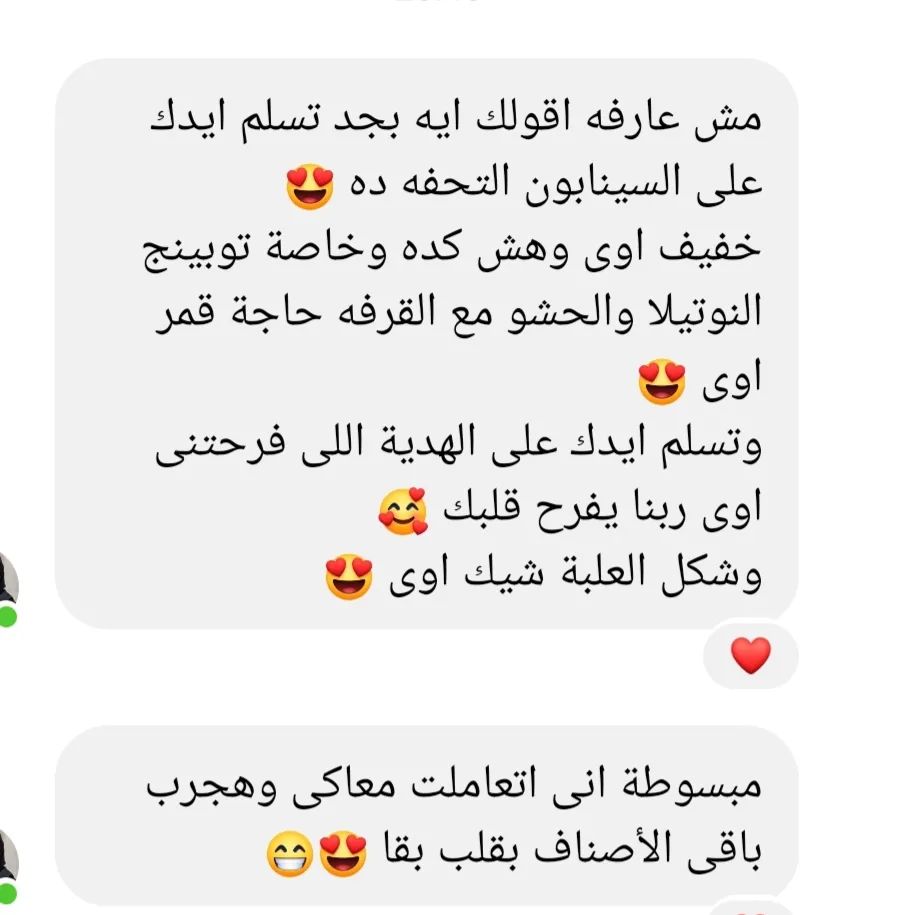 مش عارفه اقولك ايه بجد تسلم ايدك
على السينابون التحفه ده 😍
خفيف اوى وهش كده وخاصة توبينج
النوتيلا والحشو مع القرفه حاجة قمر
اوى 😍
وتسلم ايدك على الهدية اللى فرحتنى
اوى ربنا يفرح قلبك 🥰
وشكل العلبة شيك اوى 😍
مبسوطة انى اتعاملت معاكى وهجرب
باقى الأصناف بقلب بقا 😍😁